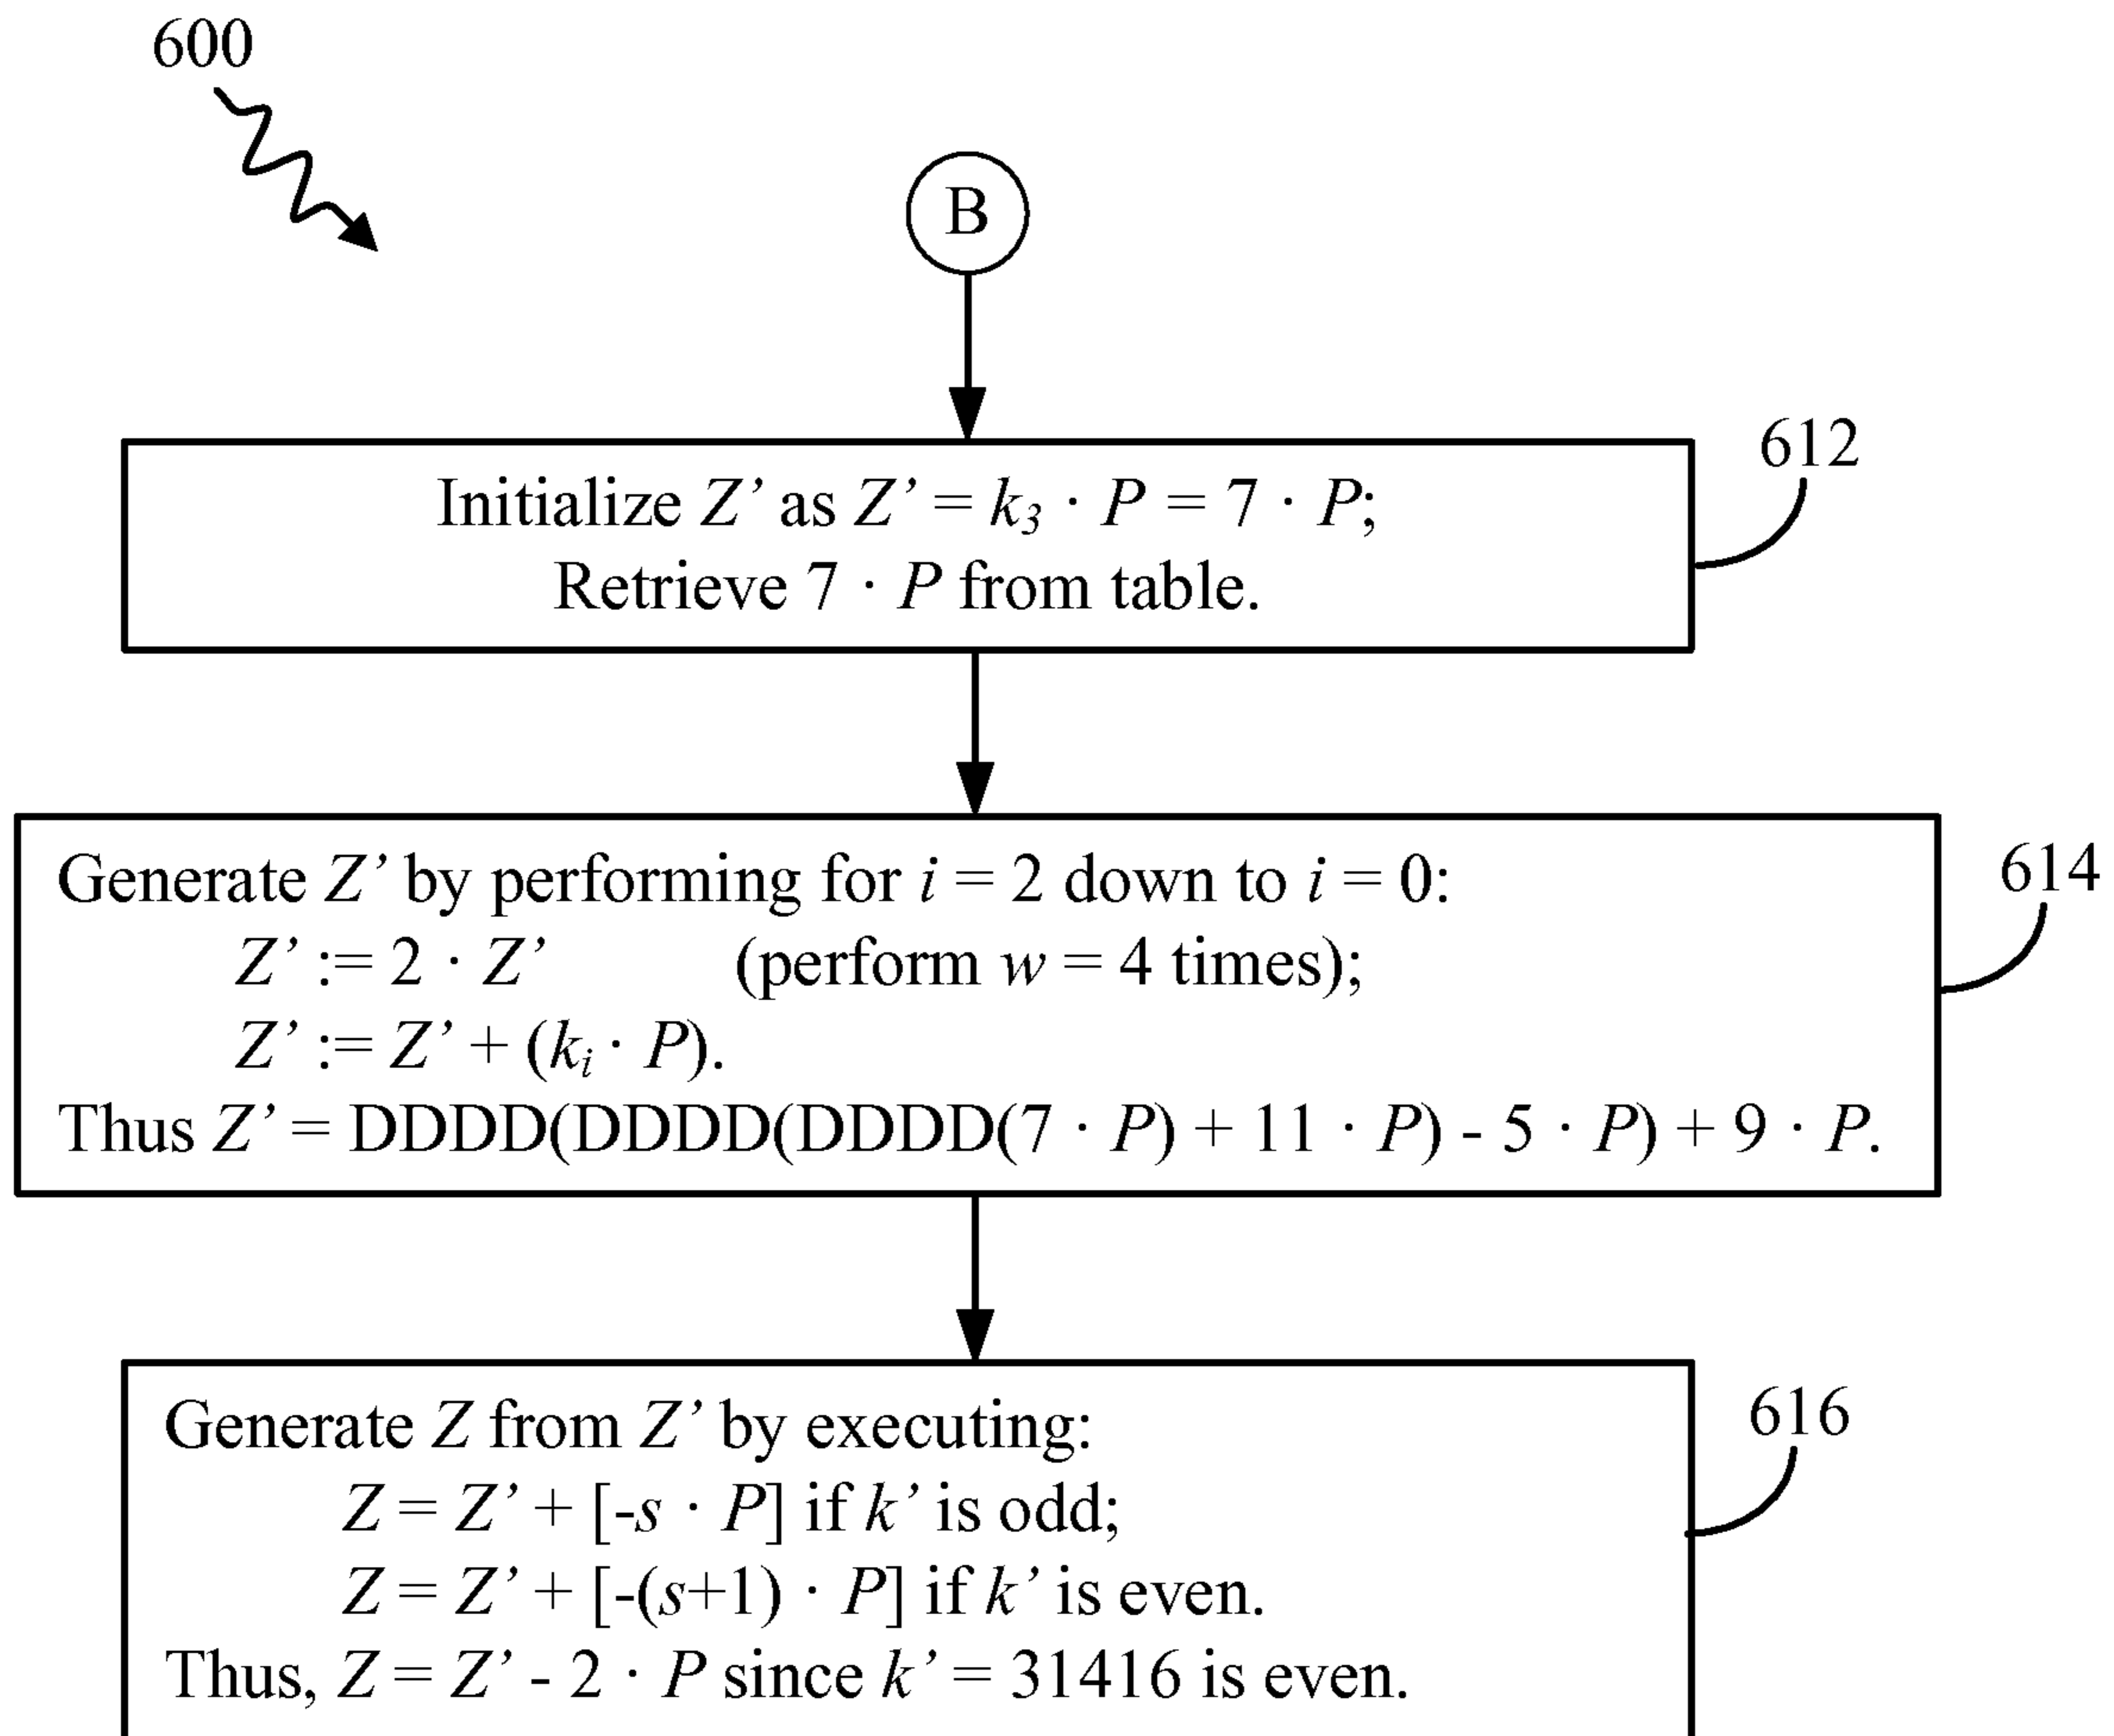 600
B
Initialize Z’ as Z’ = k₃ · P = 7 · P;
Retrieve 7 · P from table.
612
Generate Z’ by performing for i = 2 down to i = 0:
Z’ := 2 · Z’ (perform w = 4 times);
Z’ := Z’ + (kᵢ · P).
Thus Z’ = DDDD(DDDD(DDDD(7 · P) + 11 · P) - 5 · P) + 9 · P.
614
Generate Z from Z’ by executing:
Z = Z’ + [-s · P] if k’ is odd;
Z = Z’ + [-(s+1) · P] if k’ is even.
Thus, Z = Z’ - 2 · P since k’ = 31416 is even.
616